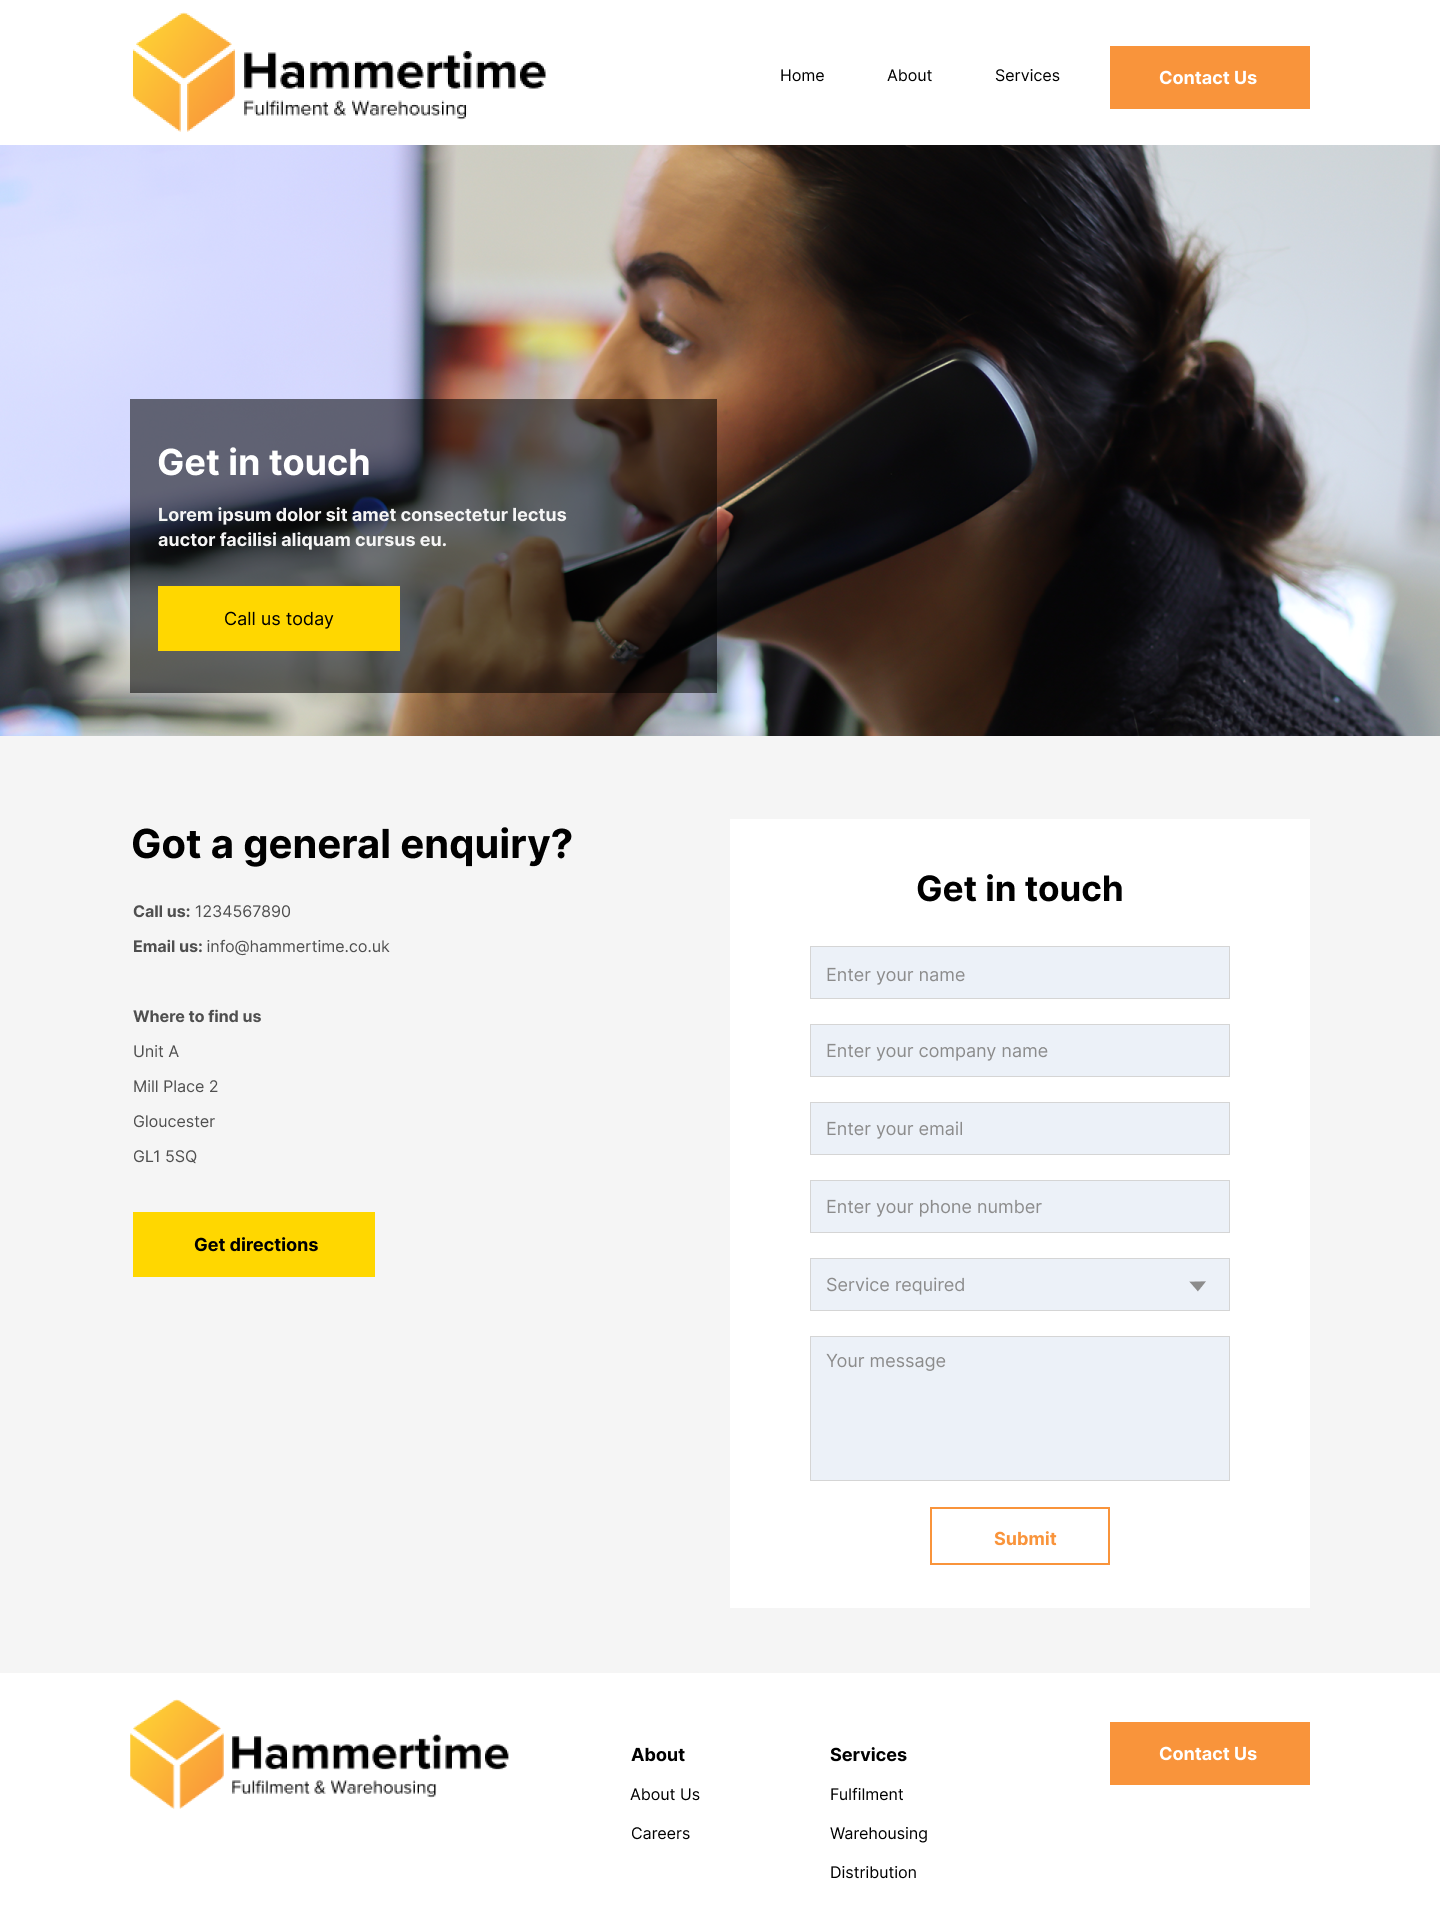 Hammertime
Fulfilment & Warehousing
Home
About
Services
Contact Us
Get in touch
Lorem ipsum dolor sit amet consectetur lectus
auctor facilisi aliquam cursus eu.
Call us today
Got a general enquiry?
Call us: 1234567890
Email us: info@hammertime.co.uk
Where to find us
Unit A
Mill Place 2
Gloucester
GL1 5SQ
Get directions
Get in touch
Enter your name
Enter your company name
Enter your email
Enter your phone number
Service required
Your message
Submit
Hammertime
Fulfilment & Warehousing
About
About Us
Careers
Services
Fulfilment
Warehousing
Distribution
Contact Us